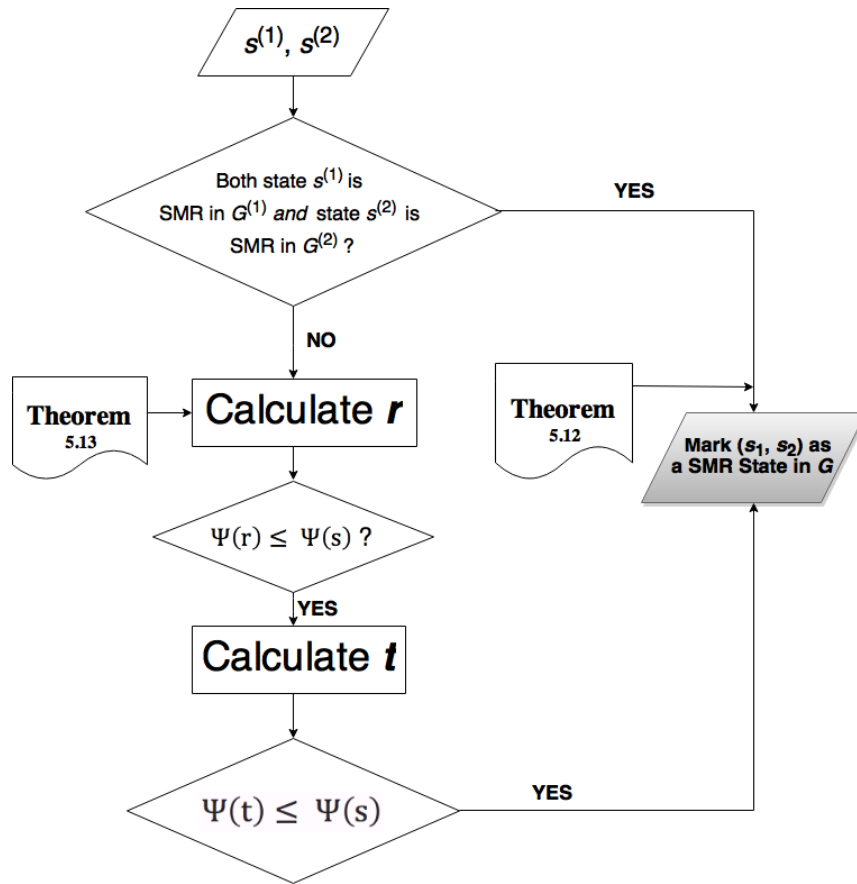 s⁽¹⁾, s⁽²⁾
Both state s⁽¹⁾ is
SMR in G⁽¹⁾ and state s⁽²⁾ is
SMR in G⁽²⁾ ?
YES
NO
Theorem
5.13
Calculate r
Theorem
5.12
Mark (s₁, s₂) as
a SMR State in G
Ψ(r) ≤ Ψ(s) ?
YES
Calculate t
Ψ(t) ≤ Ψ(s)
YES